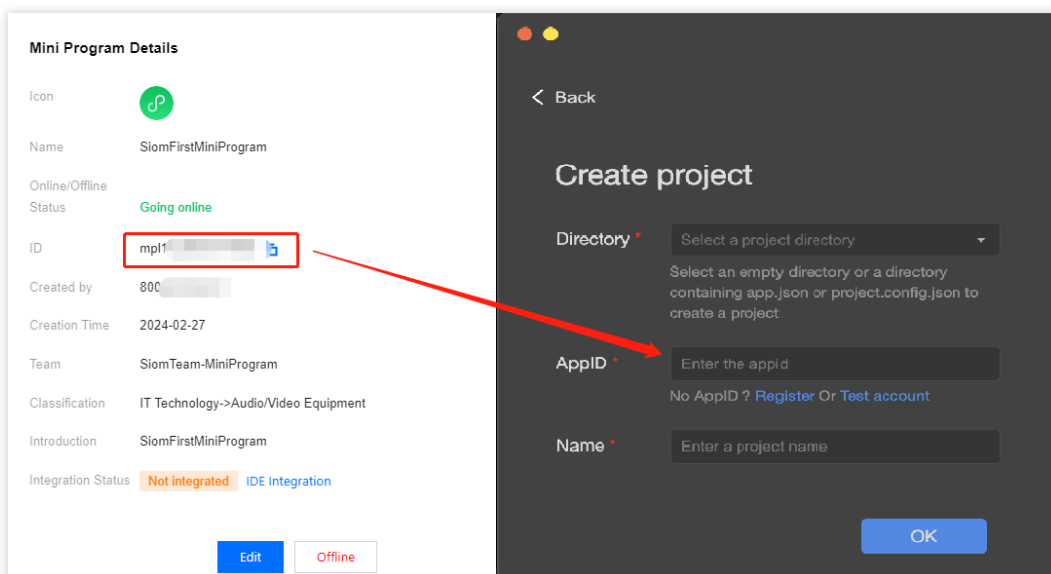 Mini Program Details
Icon
Name SiomFirstMiniProgram
Online/Offline
Status Going online
ID mpl1
Created by 800
Creation Time 2024-02-27
Team SiomTeam-MiniProgram
Classification IT Technology->Audio/Video Equipment
Introduction SiomFirstMiniProgram
Integration Status Not integrated IDE Integration
Edit Offline
Back
Create project
Directory * Select a project directory
Select an empty directory or a directory
containing app.json or project.config.json to
create a project
AppID * Enter the appid
No AppID ? Register Or Test account
Name * Enter a project name
OK